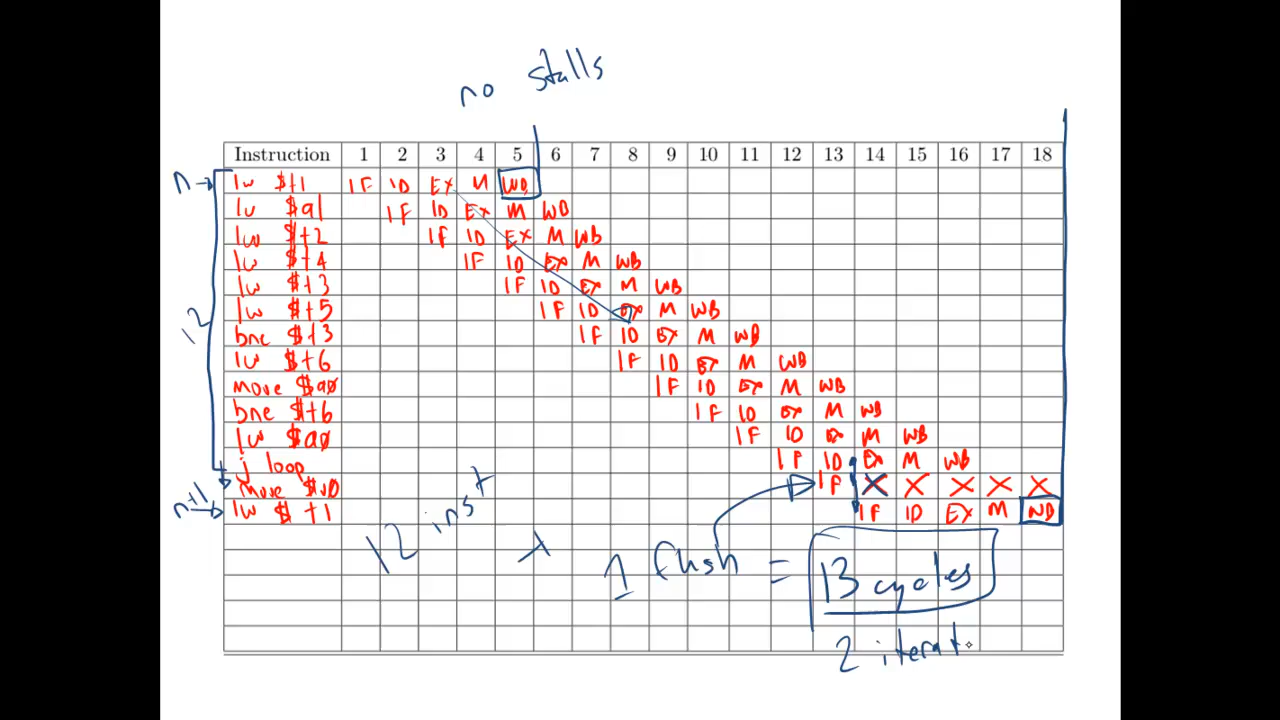 no stalls
Instruction 1 2 3 4 5 6 7 8 9 10 11 12 13 14 15 16 17 18
n lw $t1 IF ID EX M WB
lw $a1 IF ID EX M WB
lw $t2 IF ID EX M WB
lw $t4 IF ID EX M WB
lw $t3 IF ID EX M WB
lw $t5 IF ID EX M WB
12 bne $t3 IF ID EX M WB
lw $t6 IF ID EX M WB
move $a0 IF ID EX M WB
bne $t6 IF ID EX M WB
lw $a0 IF ID EX M WB
j loop IF ID EX M WB
move $v0 IF X X X X X
n+1 lw $t1 IF ID EX M WB
12 inst
1 flush = 13 cycles
2 iterat